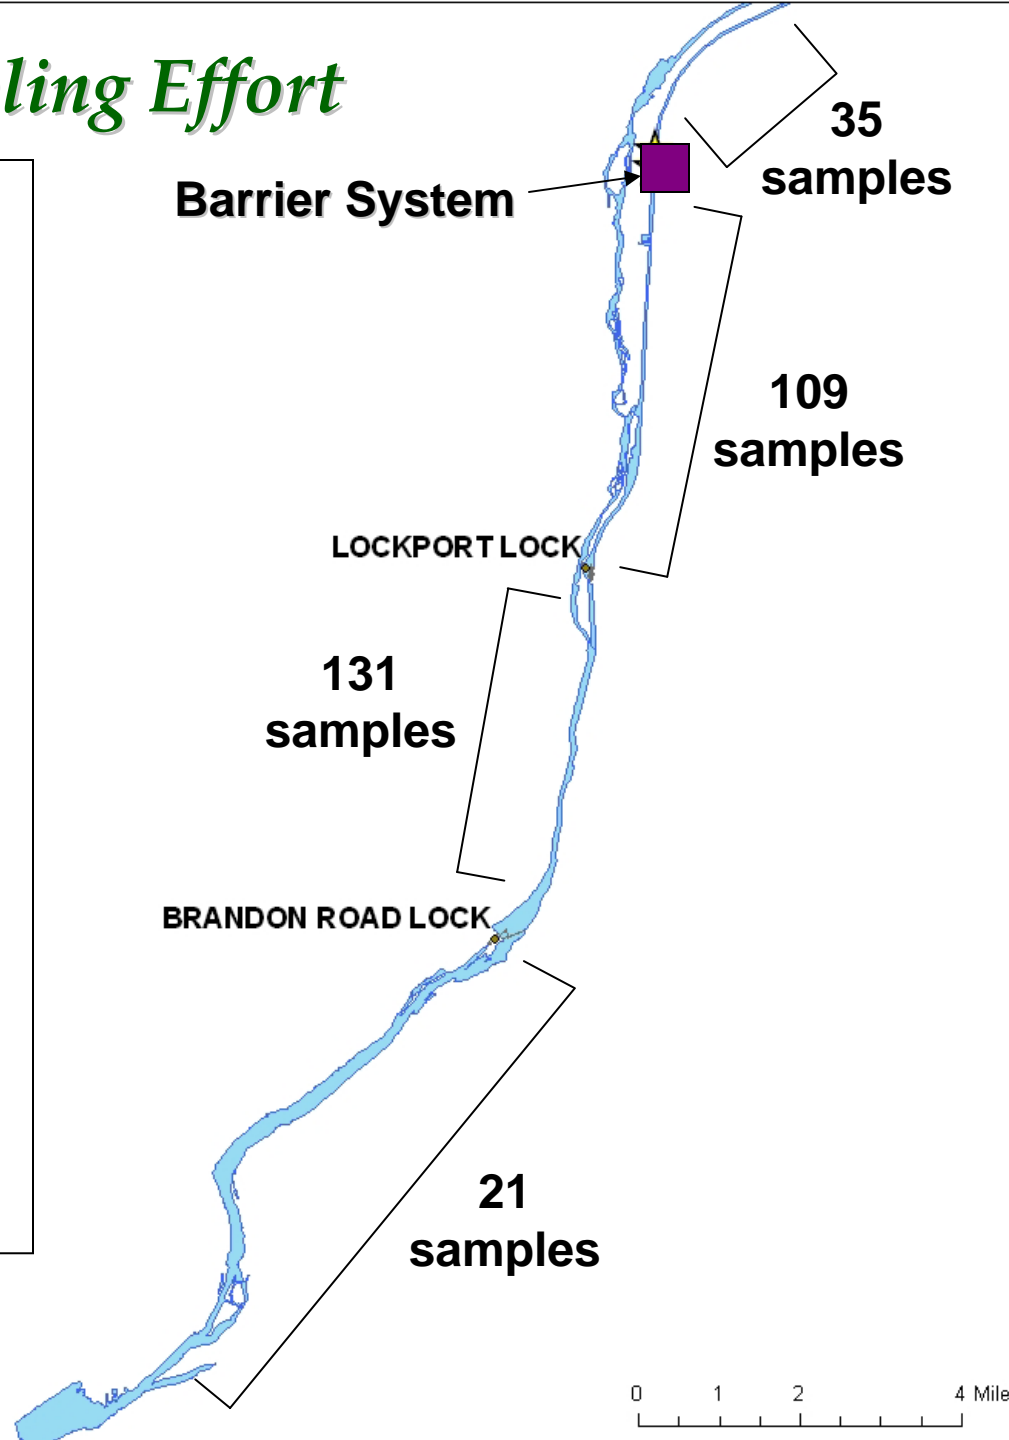 ling Effort
35
samples
Barrier System
109
samples
LOCKPORT LOCK
131
samples
BRANDON ROAD LOCK
21
samples
0 1 2 4 Mile